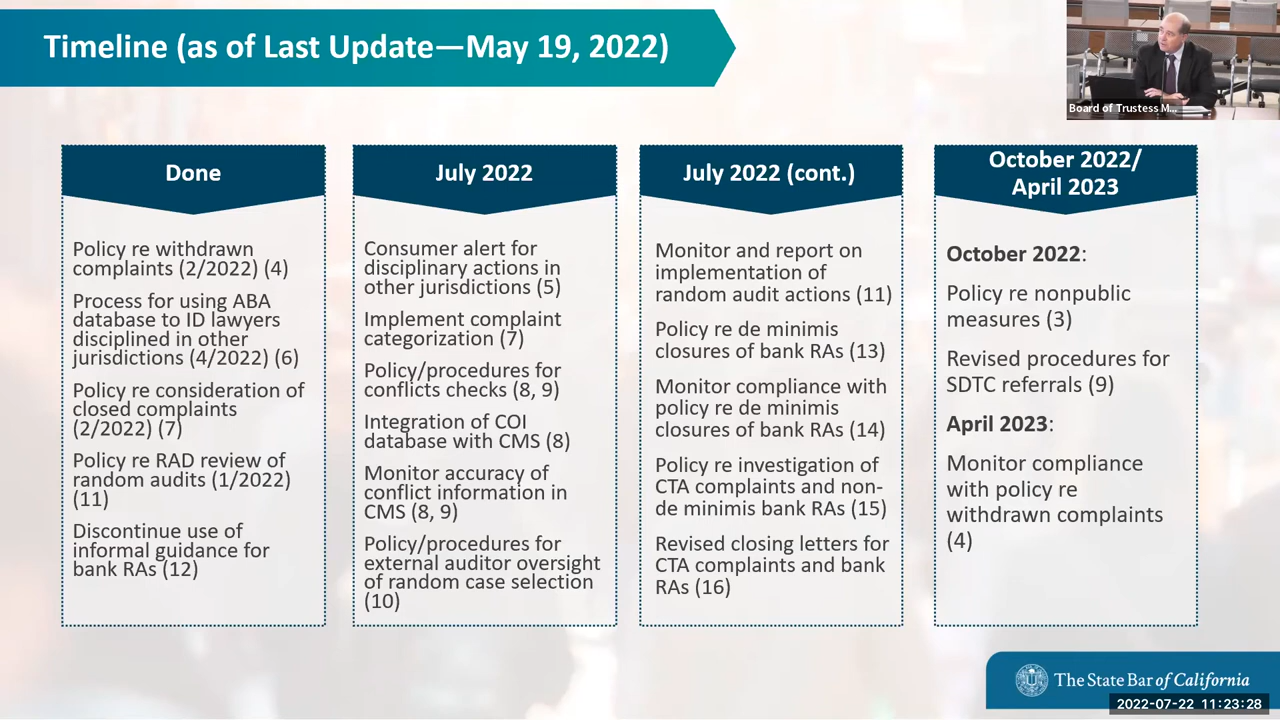 Timeline (as of Last Update—May 19, 2022)
Board of Trustess M...
Done
Policy re withdrawn
complaints (2/2022) (4)
Process for using ABA
database to ID lawyers
disciplined in other
jurisdictions (4/2022) (6)
Policy re consideration of
closed complaints
(2/2022) (7)
Policy re RAD review of
random audits (1/2022)
(11)
Discontinue use of
informal guidance for
bank RAs (12)
July 2022
Consumer alert for
disciplinary actions in
other jurisdictions (5)
Implement complaint
categorization (7)
Policy/procedures for
conflicts checks (8, 9)
Integration of COI
database with CMS (8)
Monitor accuracy of
conflict information in
CMS (8, 9)
Policy/procedures for
external auditor oversight
of random case selection
(10)
July 2022 (cont.)
Monitor and report on
implementation of
random audit actions (11)
Policy re de minimis
closures of bank RAs (13)
Monitor compliance with
policy re de minimis
closures of bank RAs (14)
Policy re investigation of
CTA complaints and non-
de minimis bank RAs (15)
Revised closing letters for
CTA complaints and bank
RAs (16)
October 2022/
April 2023
October 2022:
Policy re nonpublic
measures (3)
Revised procedures for
SDTC referrals (9)
April 2023:
Monitor compliance
with policy re
withdrawn complaints
(4)
The State Bar of California
2022-07-22 11:23:28